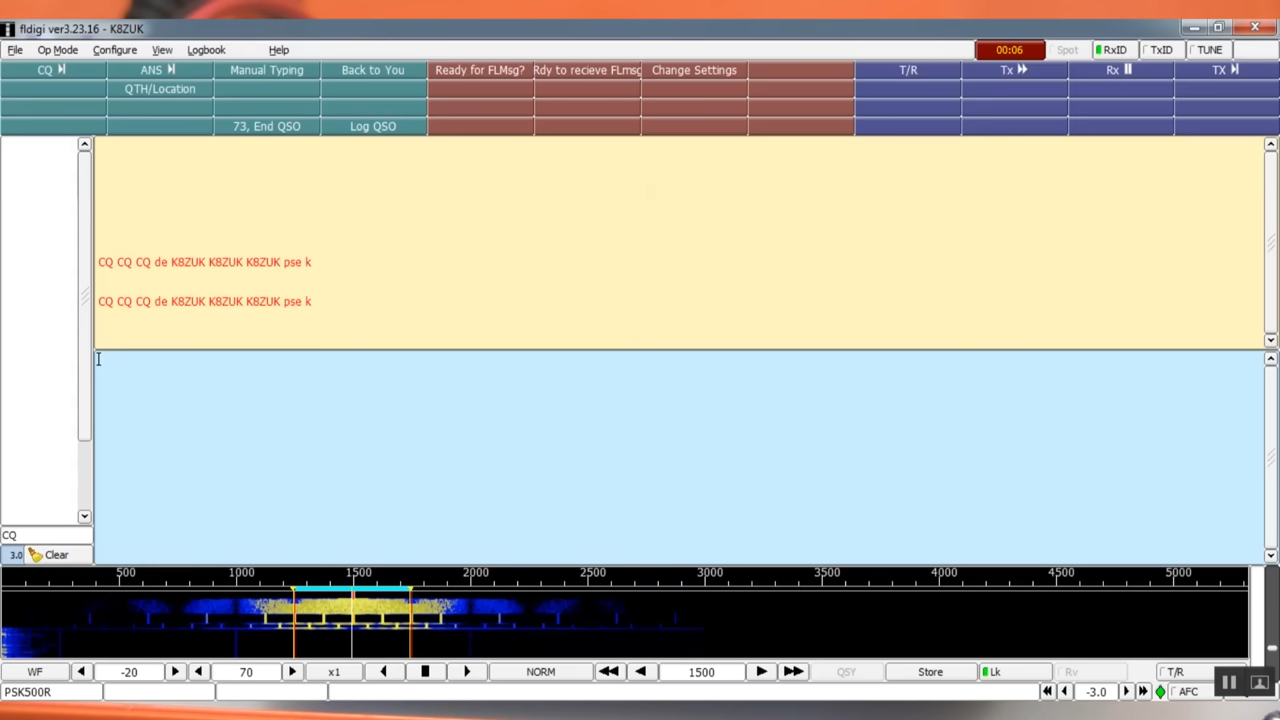 fldigi ver3.23.16 - K8ZUK
File Op Mode Configure View Logbook Help 00:06 Spot RxID TxID TUNE
CQ ANS Manual Typing Back to You Ready for FLMsg? Rdy to recieve FLmsg Change Settings T/R Tx Rx TX
QTH/Location
73, End QSO Log QSO
CQ CQ CQ de K8ZUK K8ZUK K8ZUK pse k
CQ CQ CQ de K8ZUK K8ZUK K8ZUK pse k
CQ
3.0 Clear
500 1000 1500 2000 2500 3000 3500 4000 4500 5000
WF -20 70 x1 NORM 1500 QSY Store Lk Rv T/R
PSK500R -3.0 AFC